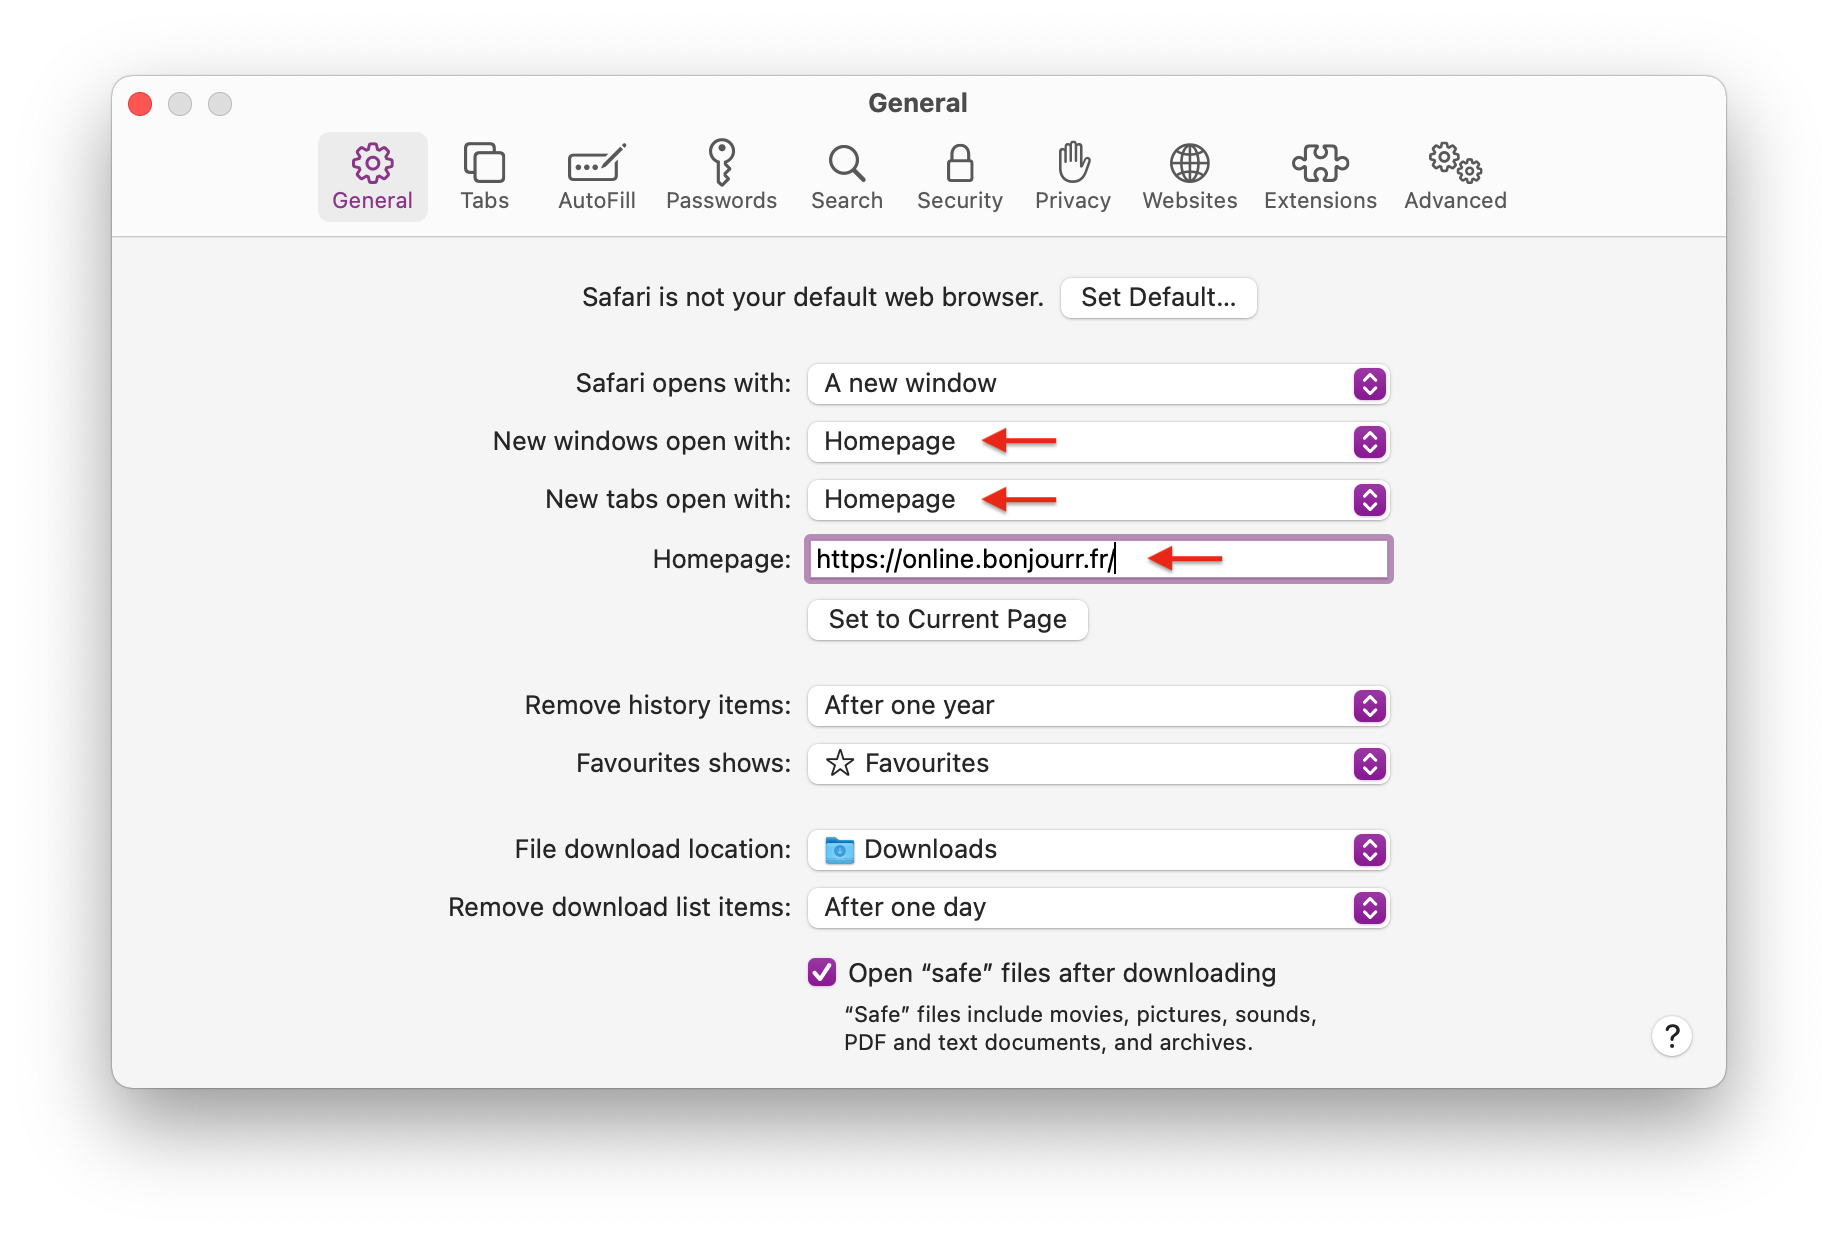 General
General Tabs AutoFill Passwords Search Security Privacy Websites Extensions Advanced
Safari is not your default web browser. Set Default...
Safari opens with: A new window
New windows open with: Homepage
New tabs open with: Homepage
Homepage: https://online.bonjourr.fr/
Set to Current Page
Remove history items: After one year
Favourites shows: Favourites
File download location: Downloads
Remove download list items: After one day
Open “safe” files after downloading
“Safe” files include movies, pictures, sounds,
PDF and text documents, and archives.
?